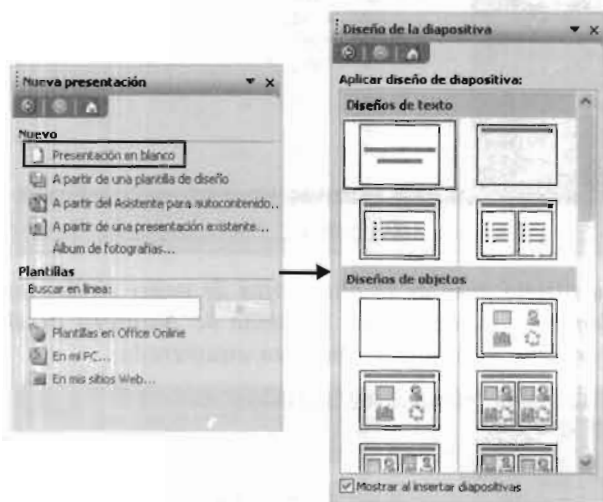 Nueva presentación
Nuevo
Presentación en blanco
A partir de una plantilla de diseño
A partir del Asistente para autocontenido...
A partir de una presentación existente...
Álbum de fotografías...
Plantillas
Buscar en línea:
Plantillas en Office Online
En mi PC...
En mis sitios Web...
Diseño de la diapositiva
Aplicar diseño de diapositiva:
Diseños de texto
Diseños de objetos
Mostrar al insertar diapositivas